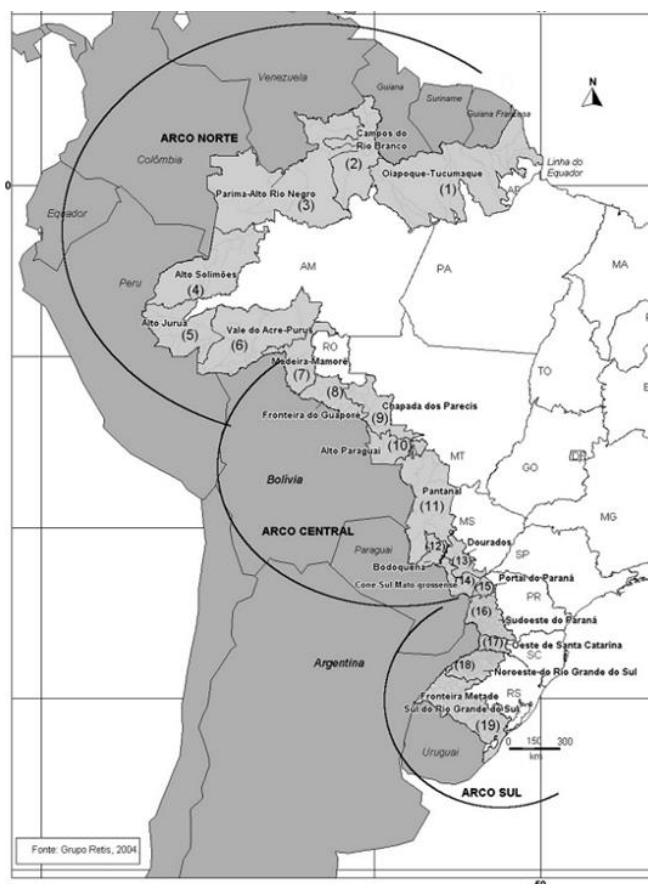 Venezuela
Guiana
Suriname
Guiana Francesa
N
ARCO NORTE
Colômbia
Campos do
Rio Branco
(2)
Linha do
Equador
0
Oiapoque-Tucumaque
(1)
Parima-Alto Rio Negro
(3)
AP
Equador
AM
PA
MA
Peru
Alto Solimões
(4)
Alto Juruá
(5)
Vale do Acre-Purus
(6)
RO
Madeira-Mamoré
(7)
(8)
TO
Fronteira do Guaporé
(9)
Chapada dos Parecis
Alto Paraguai
(10)
MT
GO
DF
Bolívia
Pantanal
(11)
MS
MG
ARCO CENTRAL
Dourados
Paraguai
(12)
(13)
SP
Bodoquena
Cone Sul Mato-grossense
(14)
(15)
Portal do Paraná
PR
(16)
Sudoeste do Paraná
(17)
Oeste de Santa Catarina
SC
Argentina
(18)
Noroeste do Rio Grande do Sul
RS
Fronteira Metade
Sul do Rio Grande do Sul
(19)
Uruguai
0 150 300
km
ARCO SUL
Fonte: Grupo Retis, 2004